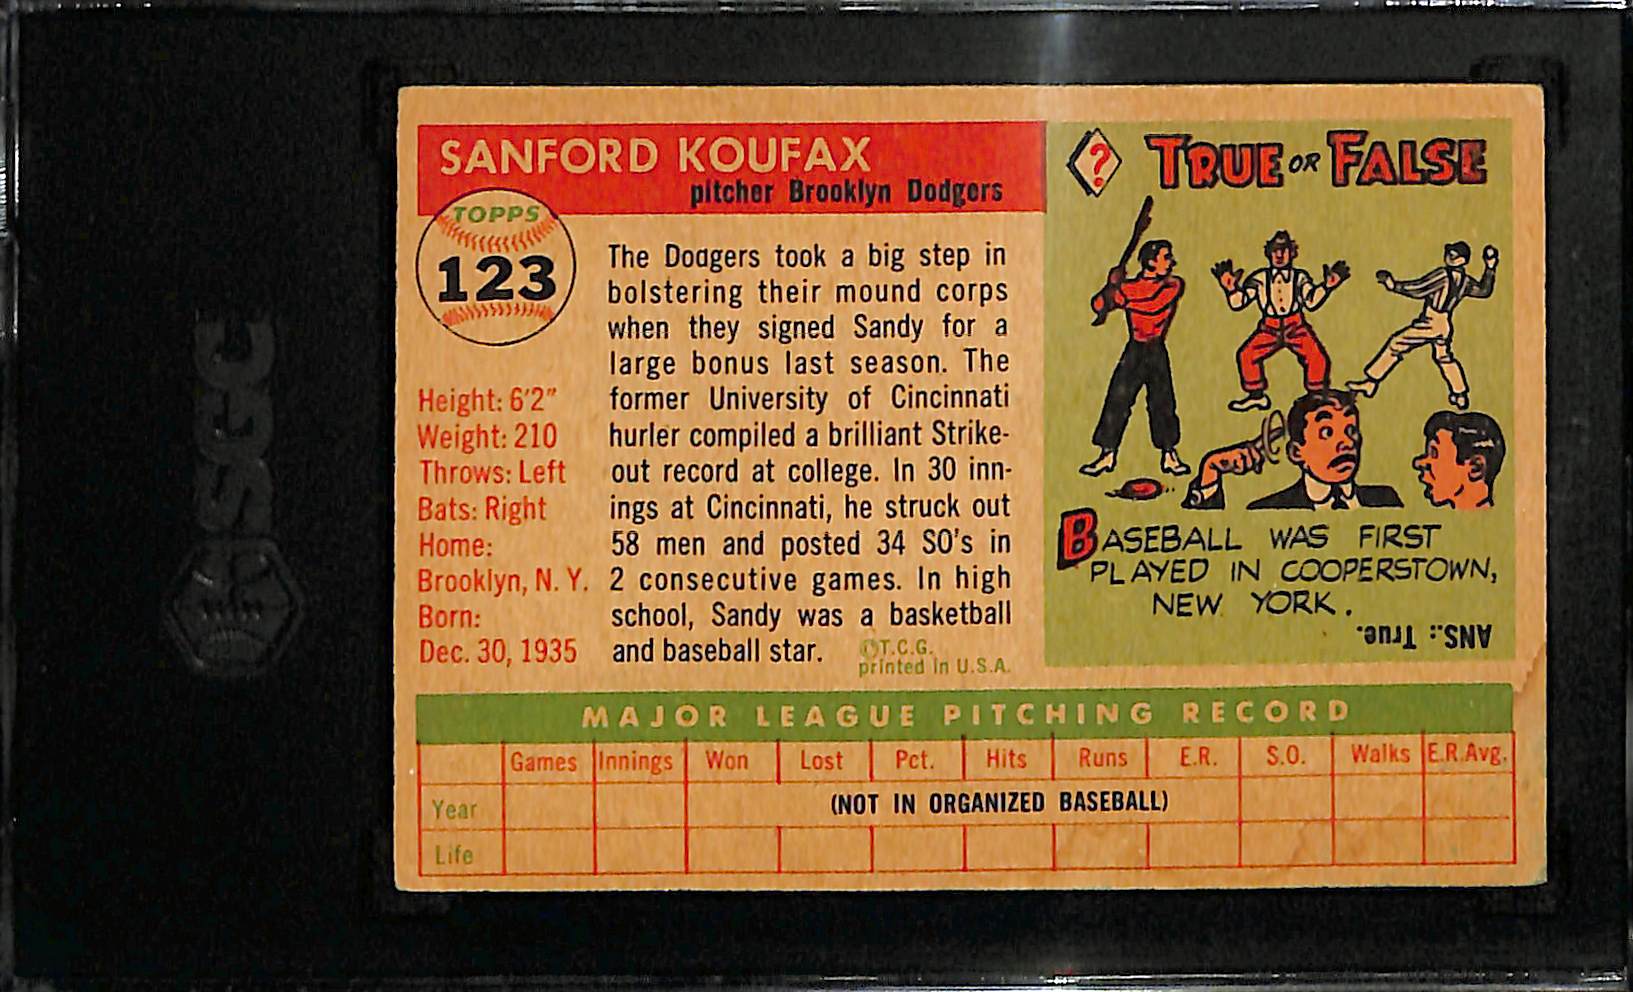 SANFORD KOUFAX
pitcher Brooklyn Dodgers
TOPPS
123
Height: 6'2"
Weight: 210
Throws: Left
Bats: Right
Home:
Brooklyn, N. Y.
Born:
Dec. 30, 1935
The Dodgers took a big step in
bolstering their mound corps
when they signed Sandy for a
large bonus last season. The
former University of Cincinnati
hurler compiled a brilliant Strike-
out record at college. In 30 inn-
ings at Cincinnati, he struck out
58 men and posted 34 SO's in
2 consecutive games. In high
school, Sandy was a basketball
and baseball star.
©T.C.G.
printed in U.S.A.
? TRUE OR FALSE
BASEBALL WAS FIRST
PLAYED IN COOPERSTOWN,
NEW YORK.
ANS.: True.
MAJOR LEAGUE PITCHING RECORD
Games Innings Won Lost Pct. Hits Runs E.R. S.O. Walks E.R.Avg.
Year (NOT IN ORGANIZED BASEBALL)
Life
SGC